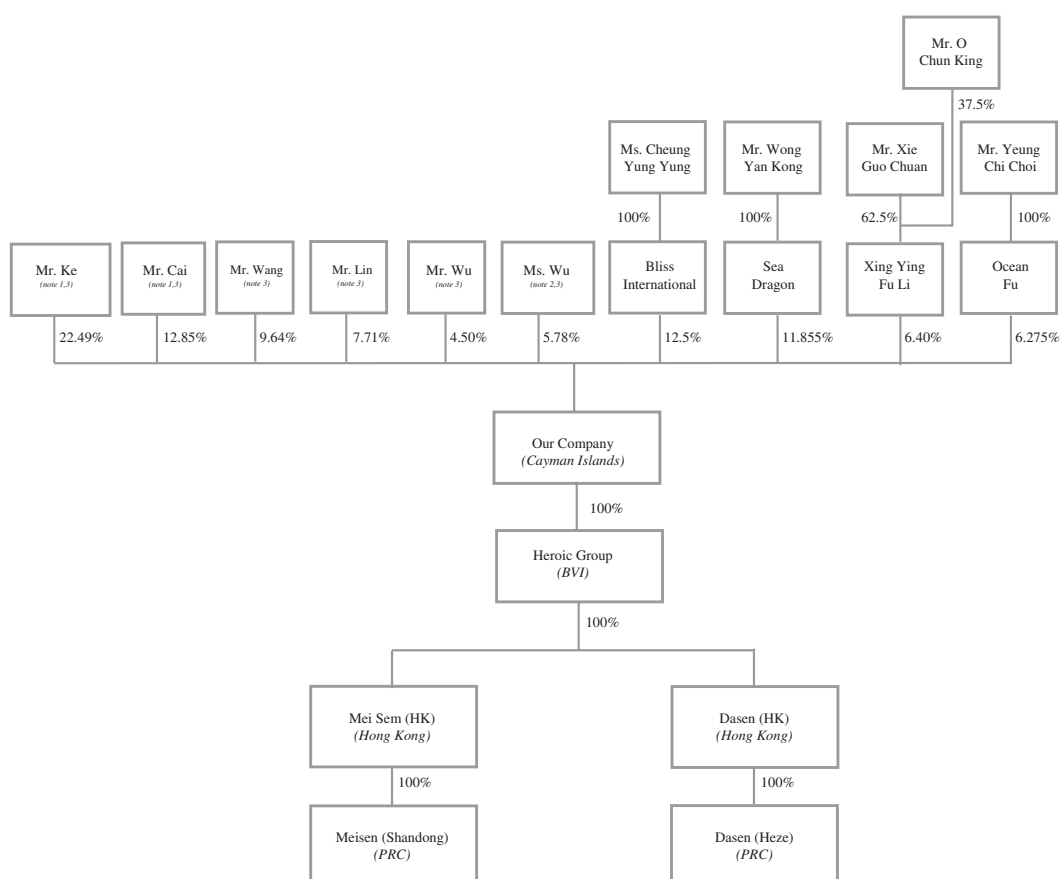 Mr. O
Chun King
37.5%
Ms. Cheung
Yung Yung
Mr. Wong
Yan Kong
Mr. Xie
Guo Chuan
Mr. Yeung
Chi Choi
100%
100%
62.5%
100%
Mr. Ke
(note 1,3)
Mr. Cai
(note 1,3)
Mr. Wang
(note 3)
Mr. Lin
(note 3)
Mr. Wu
(note 3)
Ms. Wu
(note 2,3)
Bliss
International
Sea
Dragon
Xing Ying
Fu Li
Ocean
Fu
22.49%
12.85%
9.64%
7.71%
4.50%
5.78%
12.5%
11.855%
6.40%
6.275%
Our Company
(Cayman Islands)
100%
Heroic Group
(BVI)
100%
Mei Sem (HK)
(Hong Kong)
Dasen (HK)
(Hong Kong)
100%
100%
Meisen (Shandong)
(PRC)
Dasen (Heze)
(PRC)